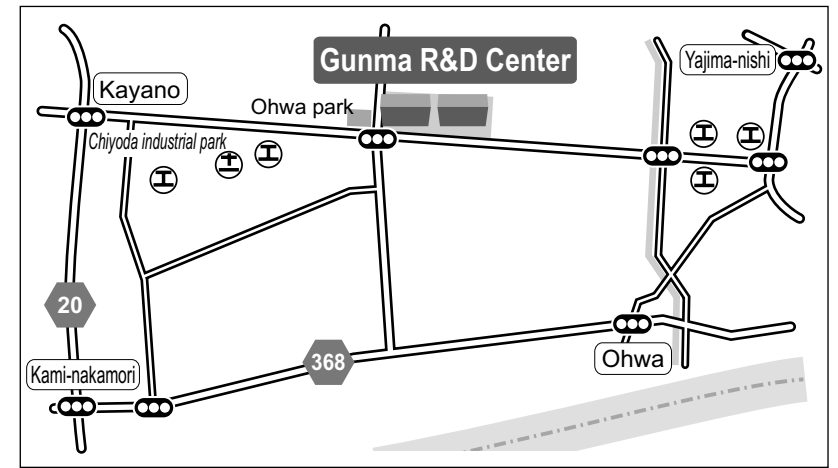 Gunma R&D Center
Yajima-nishi
Kayano
Ohwa park
Chiyoda industrial park
20
368
Ohwa
Kami-nakamori